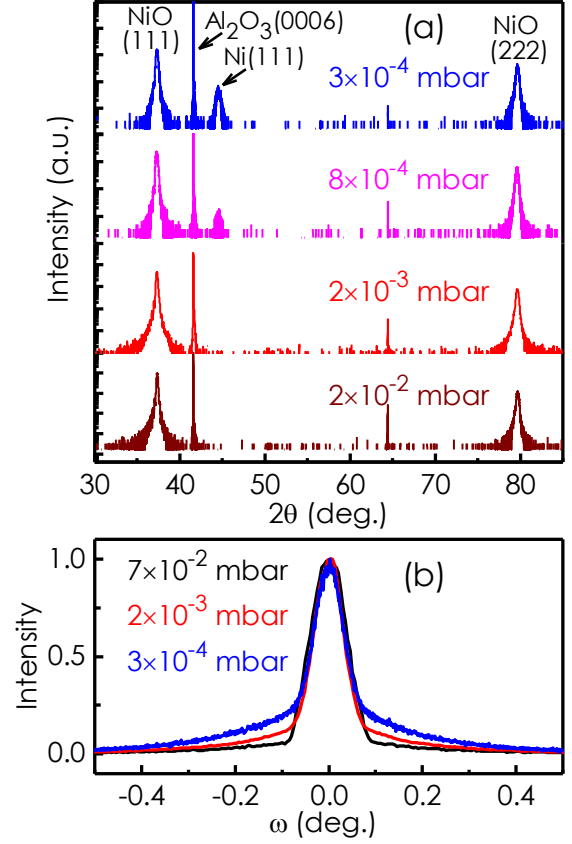 NiO
(111)
Al₂O₃(0006)
Ni(111)
(a)
NiO
(222)
3×10⁻⁴ mbar
8×10⁻⁴ mbar
2×10⁻³ mbar
2×10⁻² mbar
Intensity (a.u.)
30 40 50 60 70 80
2θ (deg.)
(b)
7×10⁻² mbar
2×10⁻³ mbar
3×10⁻⁴ mbar
1.0
0.5
0.0
Intensity
-0.4 -0.2 0.0 0.2 0.4
ω (deg.)